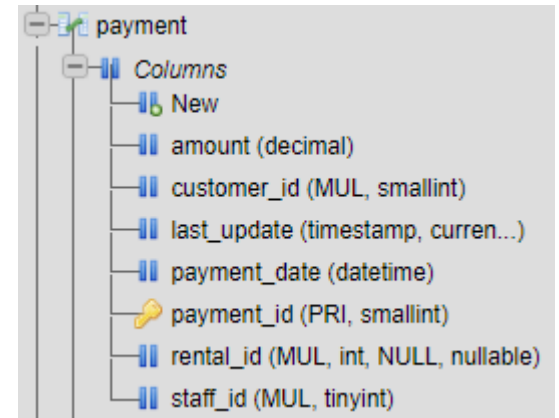 payment
Columns
New
amount (decimal)
customer_id (MUL, smallint)
last_update (timestamp, curren...)
payment_date (datetime)
payment_id (PRI, smallint)
rental_id (MUL, int, NULL, nullable)
staff_id (MUL, tinyint)